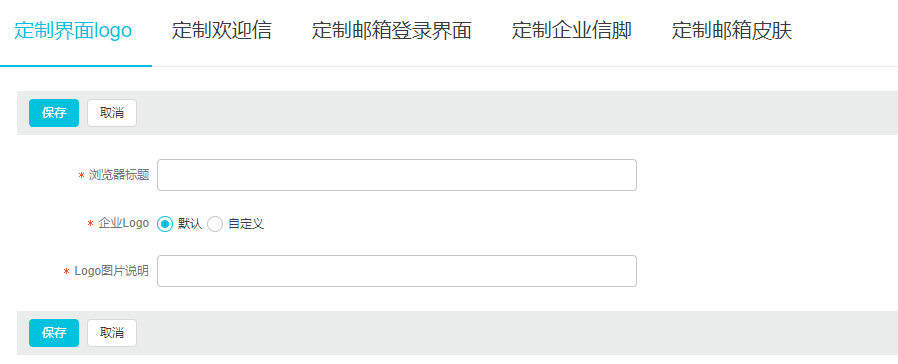 定制界面logo 定制欢迎信 定制邮箱登录界面 定制企业信脚 定制邮箱皮肤
保存 取消
* 浏览器标题
* 企业Logo 默认 自定义
* Logo图片说明
保存 取消